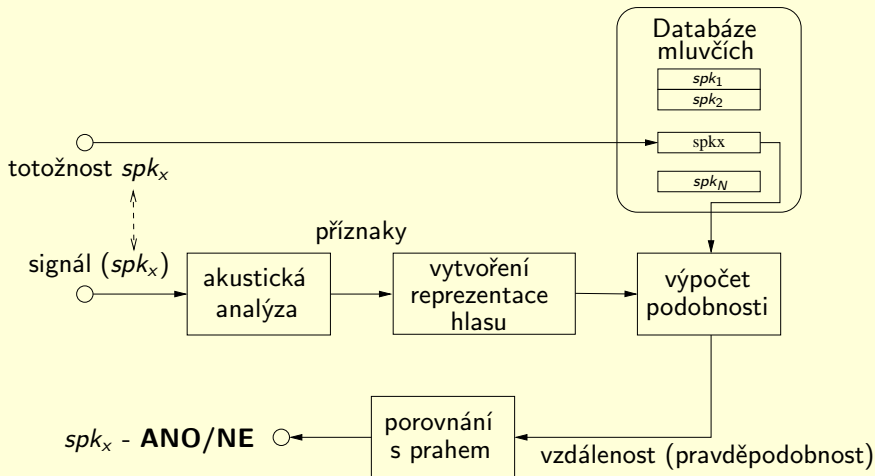 Databáze
mluvčích
spk₁
spk₂
spkx
spk_N
totožnost spkₓ
signál (spkₓ)
příznaky
akustická
analýza
vytvoření
reprezentace
hlasu
výpočet
podobnosti
porovnání
s prahem
vzdálenost (pravděpodobnost)
spkₓ - ANO/NE